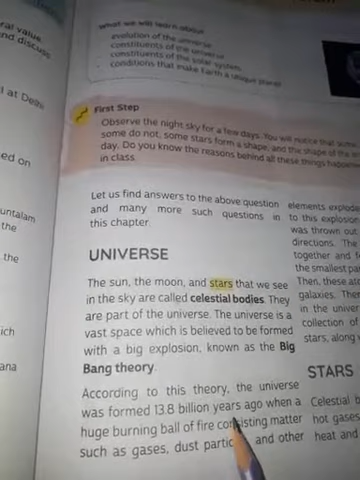 what we will learn about
evolution of the universe
constituents of the universe
constituents of the solar system
conditions that make Earth a unique planet
First Step
Observe the night sky for a few days. You will notice that some
some do not, some stars form a shape, and the shape of the
day. Do you know the reasons behind all these things
in class.
Let us find answers to the above question
and many more such questions in
this chapter.
UNIVERSE
The sun, the moon, and stars that we see
in the sky are called celestial bodies. They
are part of the universe. The universe is a
vast space which is believed to be formed
with a big explosion, known as the Big
Bang theory.
According to this theory, the universe
was formed 13.8 billion years ago when a
huge burning ball of fire consisting matter
such as gases, dust and other
elements
to this explosion
was thrown out
directions. The
together and
the smallest
Then, these
galaxies.
in the
collection of
stars, along
STARS
Celestial
hot gases
heat and
value
and discuss
at Delhi
ed on
untalam
the
the
ich
ana